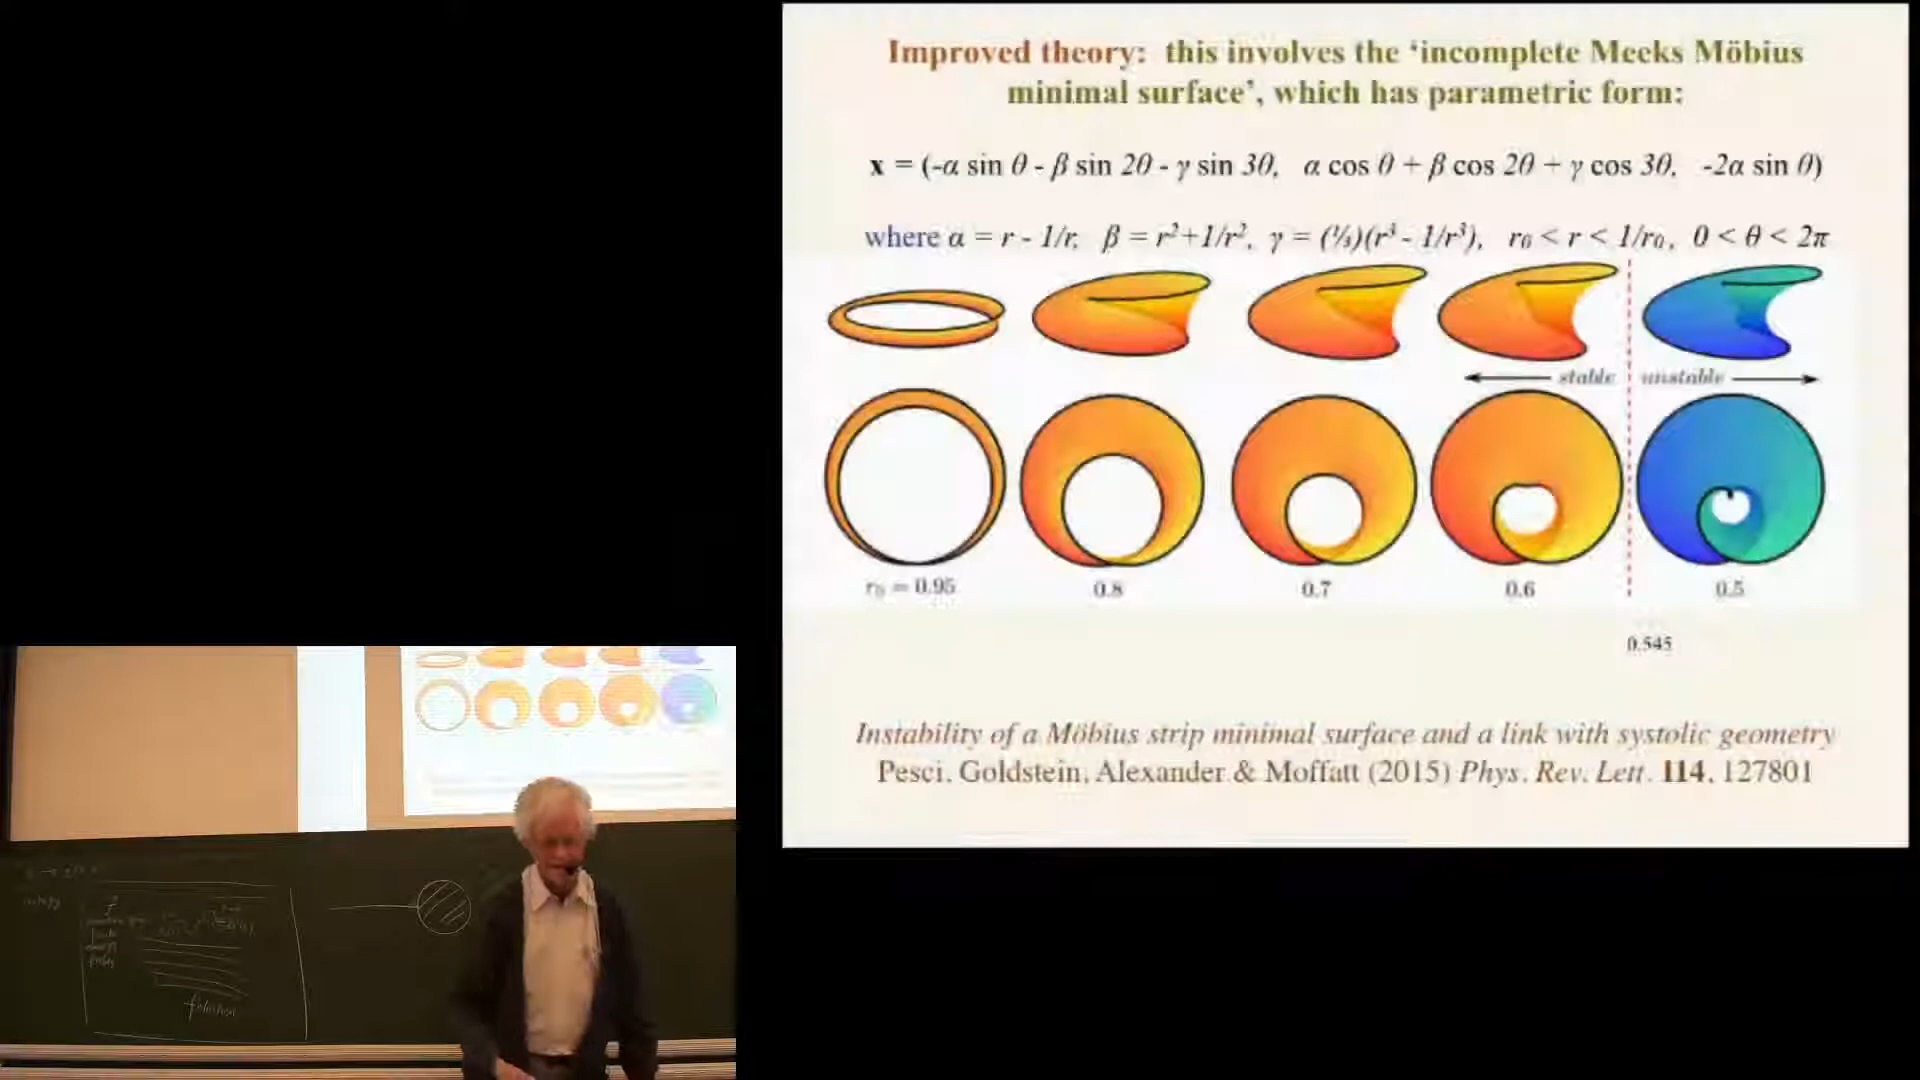 Improved theory: this involves the ‘incomplete Meeks Möbius
minimal surface’, which has parametric form:
x = (-α sin θ - β sin 2θ - γ sin 3θ, α cos θ + β cos 2θ + γ cos 3θ, -2α sin θ)
where α = r - 1/r, β = r²+1/r², γ = (⅓)(r³ - 1/r³), r₀ < r < 1/r₀, 0 < θ < 2π
stable unstable
r₀ = 0.95 0.8 0.7 0.6 0.5
0.545
Instability of a Möbius strip minimal surface and a link with systolic geometry
Pesci, Goldstein, Alexander & Moffatt (2015) Phys. Rev. Lett. 114, 127801